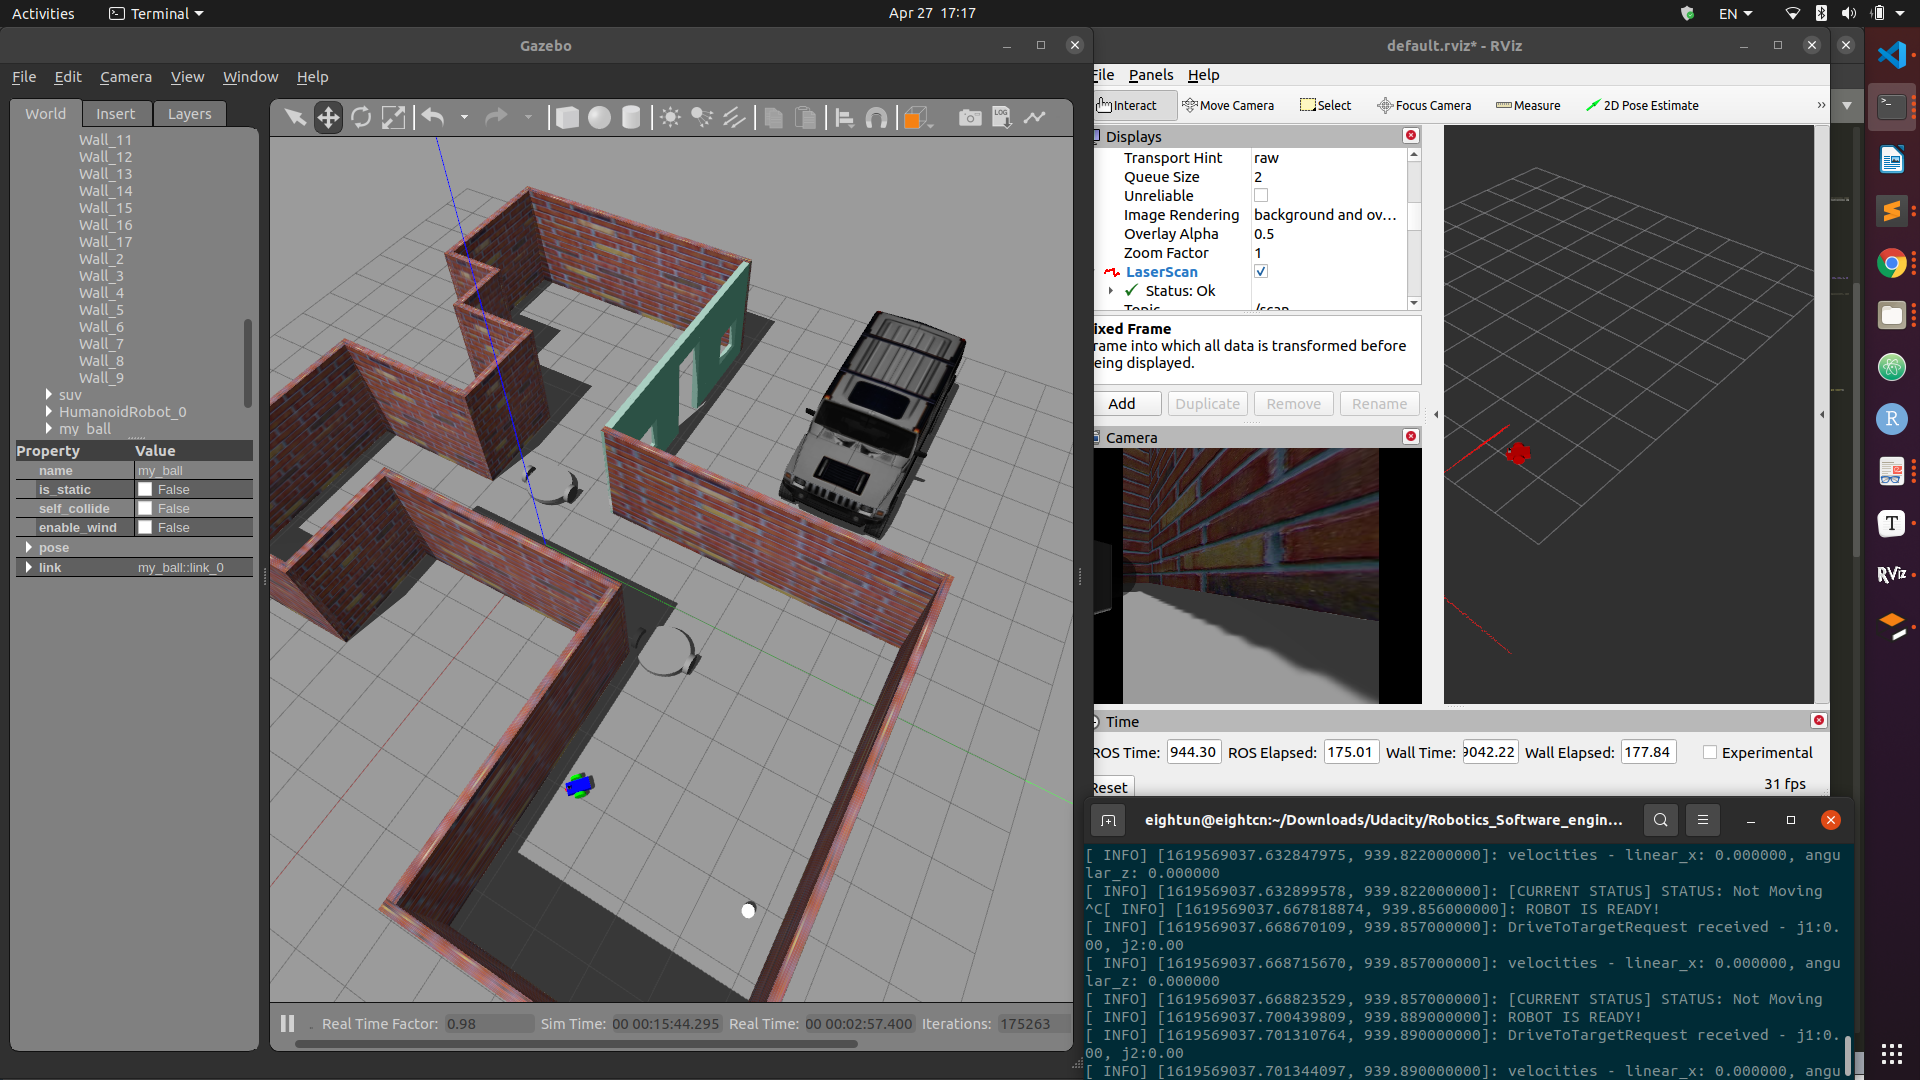 Activities
Terminal
Apr 27 17:17
EN
Gazebo
File Edit Camera View Window Help
World Insert Layers
Wall_11
Wall_12
Wall_13
Wall_14
Wall_15
Wall_16
Wall_17
Wall_2
Wall_3
Wall_4
Wall_5
Wall_6
Wall_7
Wall_8
Wall_9
suv
HumanoidRobot_0
my_ball
Property Value
name my_ball
is_static False
self_collide False
enable_wind False
pose
link my_ball::link_0
LOG
Real Time Factor: 0.98 Sim Time: 00 00:15:44.295 Real Time: 00 00:02:57.400 Iterations: 175263
default.rviz* - RViz
File Panels Help
Interact Move Camera Select Focus Camera Measure 2D Pose Estimate »
Displays
Transport Hint raw
Queue Size 2
Unreliable
Image Rendering background and ov…
Overlay Alpha 0.5
Zoom Factor 1
LaserScan
Status: Ok
Topic /scan
ixed Frame
rame into which all data is transformed before
eing displayed.
Add Duplicate Remove Rename
Camera
Time
ROS Time: 944.30 ROS Elapsed: 175.01 Wall Time: 9042.22 Wall Elapsed: 177.84 Experimental
Reset
31 fps
eightun@eightcn:~/Downloads/Udacity/Robotics_Software_engin...
[ INFO] [1619569037.632847975, 939.822000000]: velocities - linear_x: 0.000000, angu
lar_z: 0.000000
[ INFO] [1619569037.632899578, 939.822000000]: [CURRENT STATUS] STATUS: Not Moving
^C[ INFO] [1619569037.667818874, 939.856000000]: ROBOT IS READY!
[ INFO] [1619569037.668670109, 939.857000000]: DriveToTargetRequest received - j1:0.
00, j2:0.00
[ INFO] [1619569037.668715670, 939.857000000]: velocities - linear_x: 0.000000, angu
lar_z: 0.000000
[ INFO] [1619569037.668823529, 939.857000000]: [CURRENT STATUS] STATUS: Not Moving
[ INFO] [1619569037.700439809, 939.889000000]: ROBOT IS READY!
[ INFO] [1619569037.701310764, 939.890000000]: DriveToTargetRequest received - j1:0.
00, j2:0.00
[ INFO] [1619569037.701344097, 939.890000000]: velocities - linear_x: 0.000000, angu
R
T
RViz